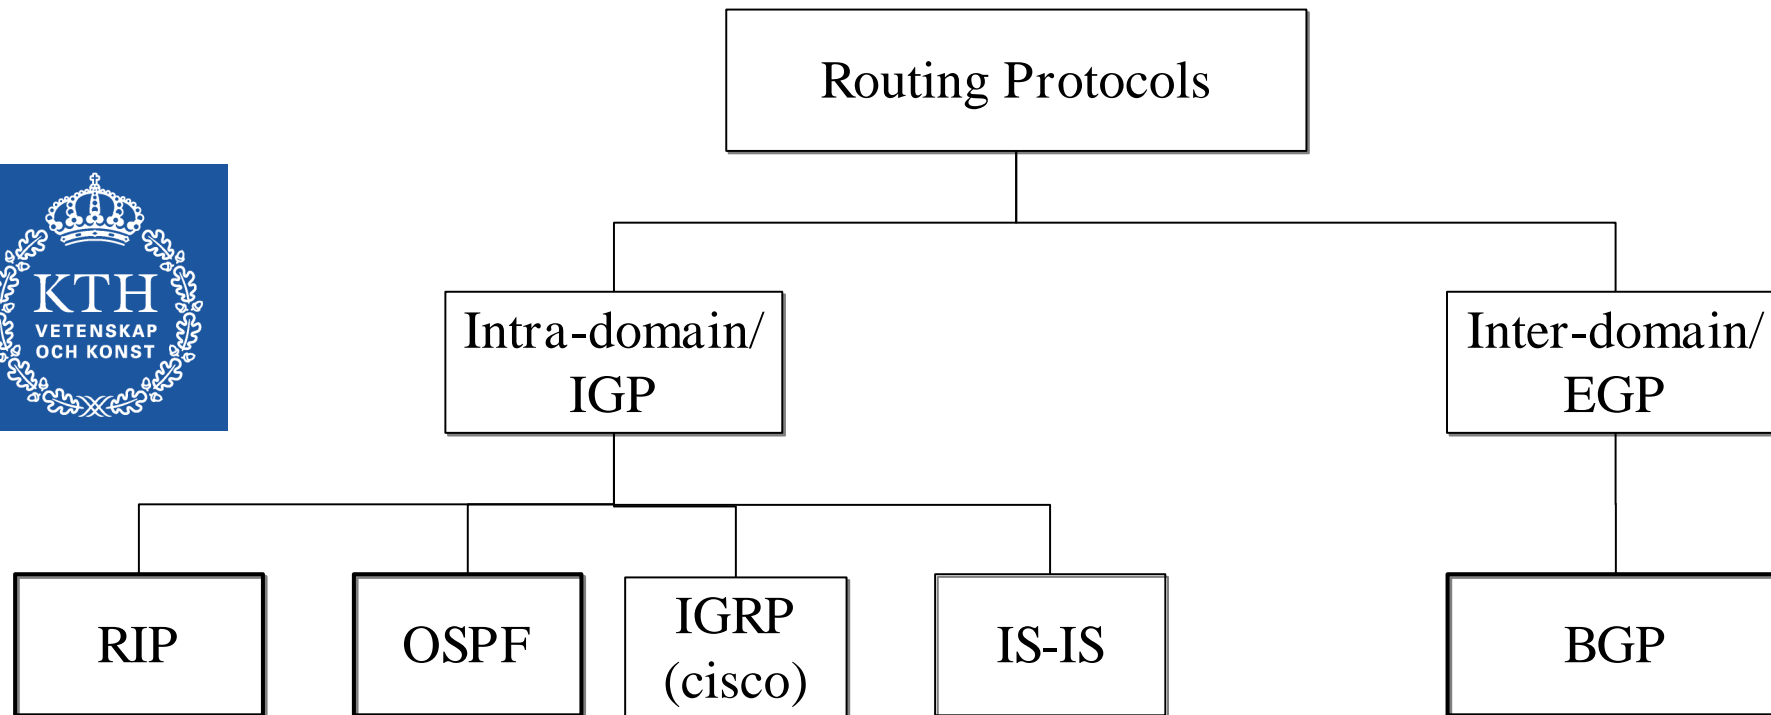 Routing Protocols
KTH
VETENSKAP
OCH KONST
Intra-domain/
IGP
Inter-domain/
EGP
RIP
OSPF
IGRP
(cisco)
IS-IS
BGP